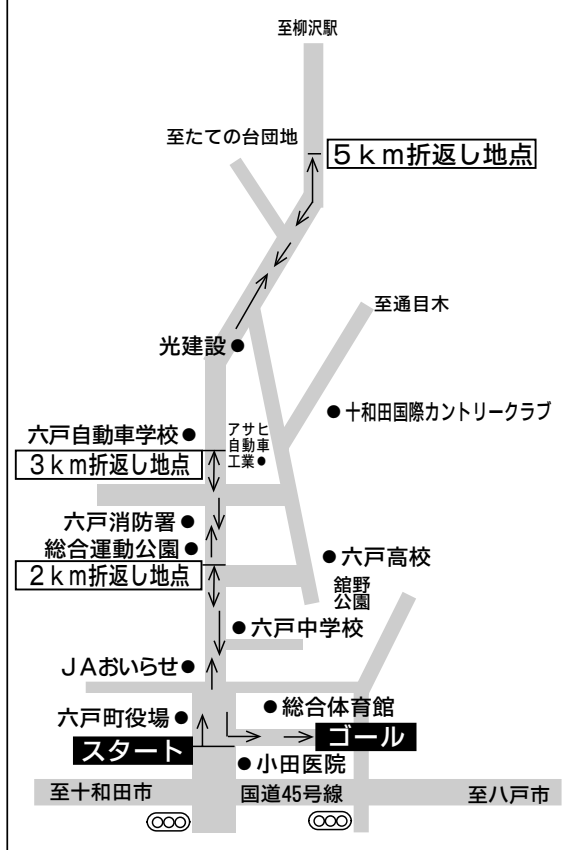 至柳沢駅
至たての台団地
5km折返し地点
至通目木
光建設
十和田国際カントリークラブ
六戸自動車学校
アサヒ
自動車
工業
3km折返し地点
六戸消防署
総合運動公園
六戸高校
2km折返し地点
舘野
公園
六戸中学校
JAおいらせ
総合体育館
六戸町役場
スタート
ゴール
小田医院
至十和田市
国道45号線
至八戸市